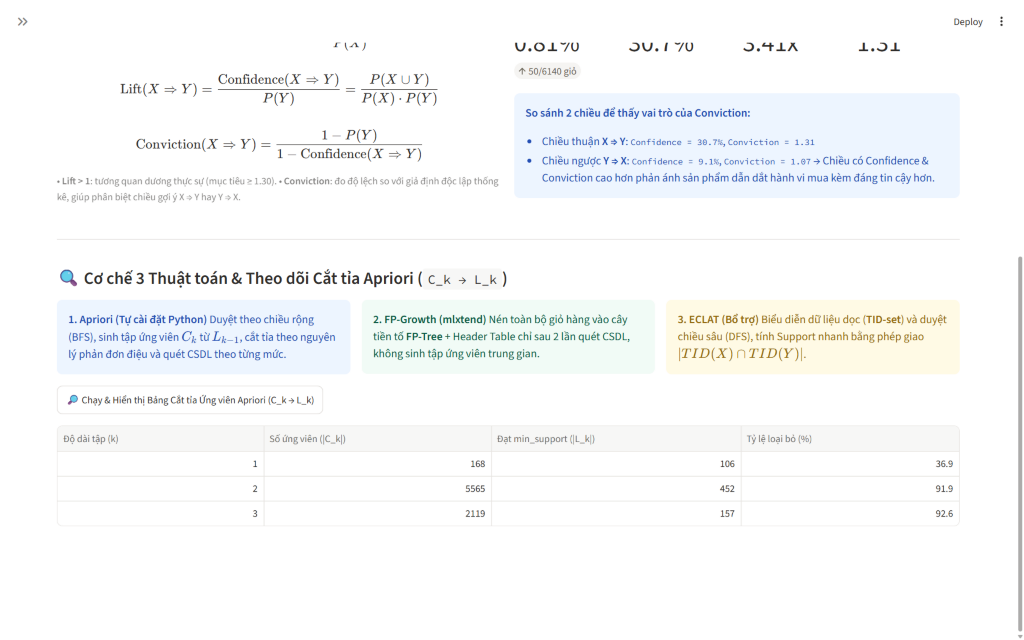 Deploy
P(X)
Lift(X ⇒ Y) = Confidence(X ⇒ Y) / P(Y) = P(X ∪ Y) / P(X) · P(Y)
Conviction(X ⇒ Y) = 1 − P(Y) / 1 − Confidence(X ⇒ Y)
• Lift > 1: tương quan dương thực sự (mục tiêu ≥ 1.30). • Conviction: đo độ lệch so với giả định độc lập thống
kê, giúp phân biệt chiều gợi ý X → Y hay Y → X.
0.81% 30.7% 3.41x 1.31
↑ 50/6140 giỏ
So sánh 2 chiều để thấy vai trò của Conviction:
• Chiều thuận X ⇒ Y: Confidence = 30.7%, Conviction = 1.31
• Chiều ngược Y ⇒ X: Confidence = 9.1%, Conviction = 1.07 → Chiều có Confidence &
Conviction cao hơn phản ánh sản phẩm dẫn dắt hành vi mua kèm đáng tin cậy hơn.
Cơ chế 3 Thuật toán & Theo dõi Cắt tỉa Apriori ( C_k → L_k )
1. Apriori (Tự cài đặt Python) Duyệt theo chiều rộng
(BFS), sinh tập ứng viên C_k từ L_{k−1}, cắt tỉa theo nguyên
lý phản đơn điệu và quét CSDL theo từng mức.
2. FP-Growth (mlxtend) Nén toàn bộ giỏ hàng vào cây
tiền tố FP-Tree + Header Table chỉ sau 2 lần quét CSDL,
không sinh tập ứng viên trung gian.
3. ECLAT (Bổ trợ) Biểu diễn dữ liệu dọc (TID-set) và duyệt
chiều sâu (DFS), tính Support nhanh bằng phép giao
|TID(X) ∩ TID(Y)|.
Chạy & Hiển thị Bảng Cắt tỉa Ứng viên Apriori (C_k → L_k)
Độ dài tập (k) Số ứng viên (|C_k|) Đạt min_support (|L_k|) Tỷ lệ loại bỏ (%)
1 168 106 36.9
2 5565 452 91.9
3 2119 157 92.6